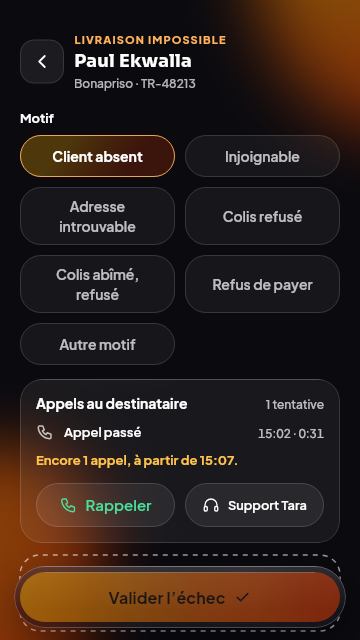 LIVRAISON IMPOSSIBLE
Paul Ekwalla
Bonapriso · TR-48213
Motif
Client absent
Injoignable
Adresse
introuvable
Colis refusé
Colis abîmé,
refusé
Refus de payer
Autre motif
Appels au destinataire
1 tentative
Appel passé
15:02 · 0:31
Encore 1 appel, à partir de 15:07.
Rappeler
Support Tara
Valider l’échec